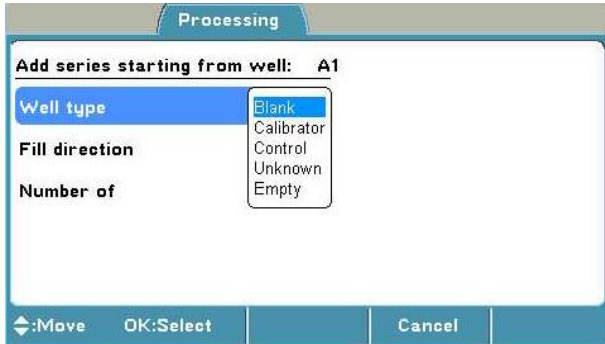 Processing
Add series starting from well: A1
Well type
Blank
Calibrator
Fill direction
Control
Unknown
Number of
Empty
:Move OK:Select Cancel